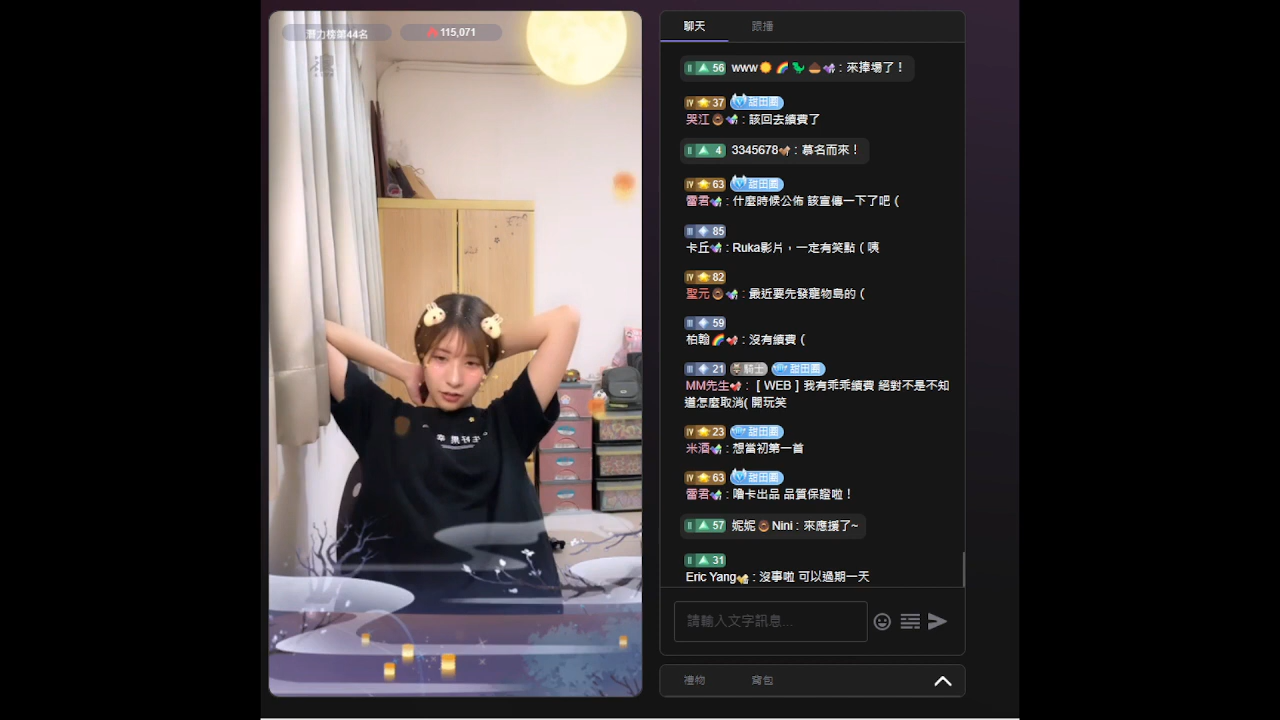 潛力榜第44名
115,071
浪
聊天
跟播
II 56 www : 來捧場了！
IV 37 甜田團
哭江 : 該回去續費了
II 4 3345678 : 慕名而來！
IV 63 甜田團
雷君 : 什麼時候公佈 該宣傳一下了吧 (
III 85
卡丘 : Ruka影片，一定有笑點 ( 咦
IV 82
聖元 : 最近要先發寵物島的 (
III 59
柏翰 : 沒有續費 (
III 21 騎士 甜田團
MM先生 : [ WEB ] 我有乖乖續費 絕對不是不知
道怎麼取消( 開玩笑
IV 23 甜田團
米酒 : 想當初第一首
IV 63 甜田團
雷君 : 嚕卡出品 品質保證啦！
II 57 妮妮 Nini : 來應援了~
II 31
Eric Yang : 沒事啦 可以過期一天
請輸入文字訊息...
禮物
背包